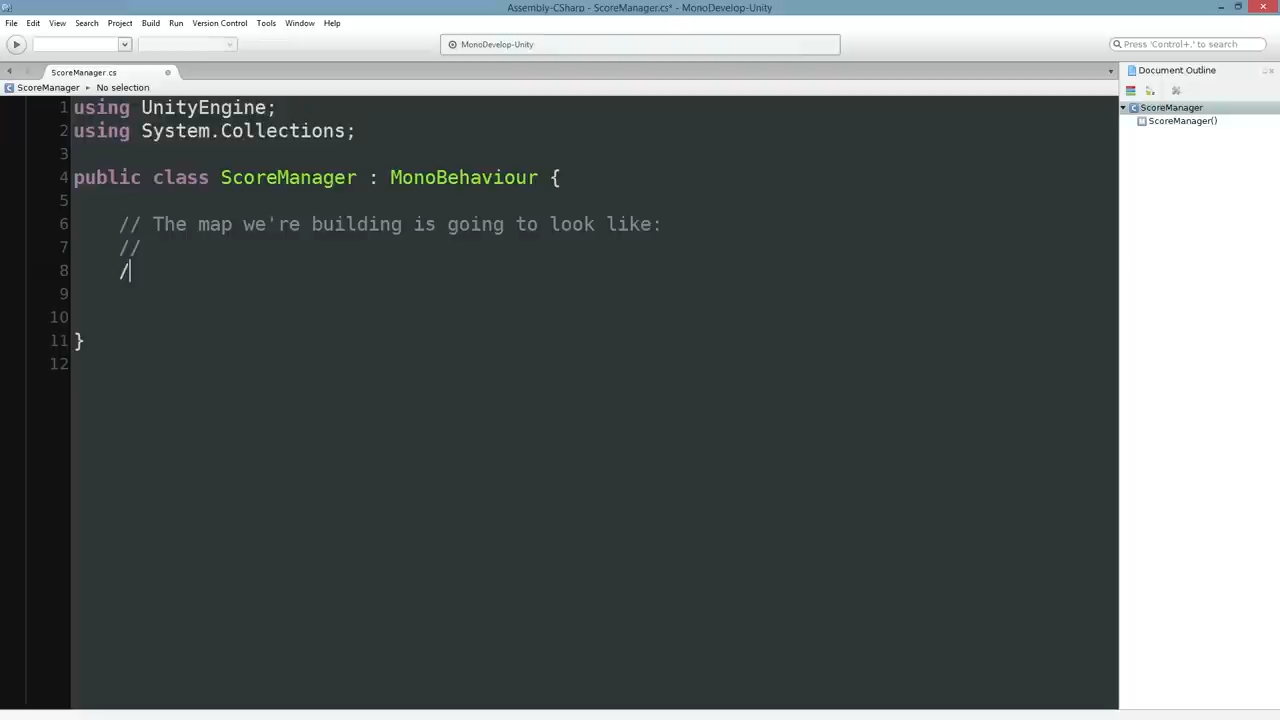 Assembly-CSharp - ScoreManager.cs* - MonoDevelop-Unity
File Edit View Search Project Build Run Version Control Tools Window Help
MonoDevelop-Unity
Press 'Control+.' to search
ScoreManager.cs
Document Outline
ScoreManager ▸ No selection
ScoreManager
ScoreManager()
1 using UnityEngine;
2 using System.Collections;
3
4 public class ScoreManager : MonoBehaviour {
5
6 // The map we're building is going to look like:
7 //
8 /
9
10
11 }
12